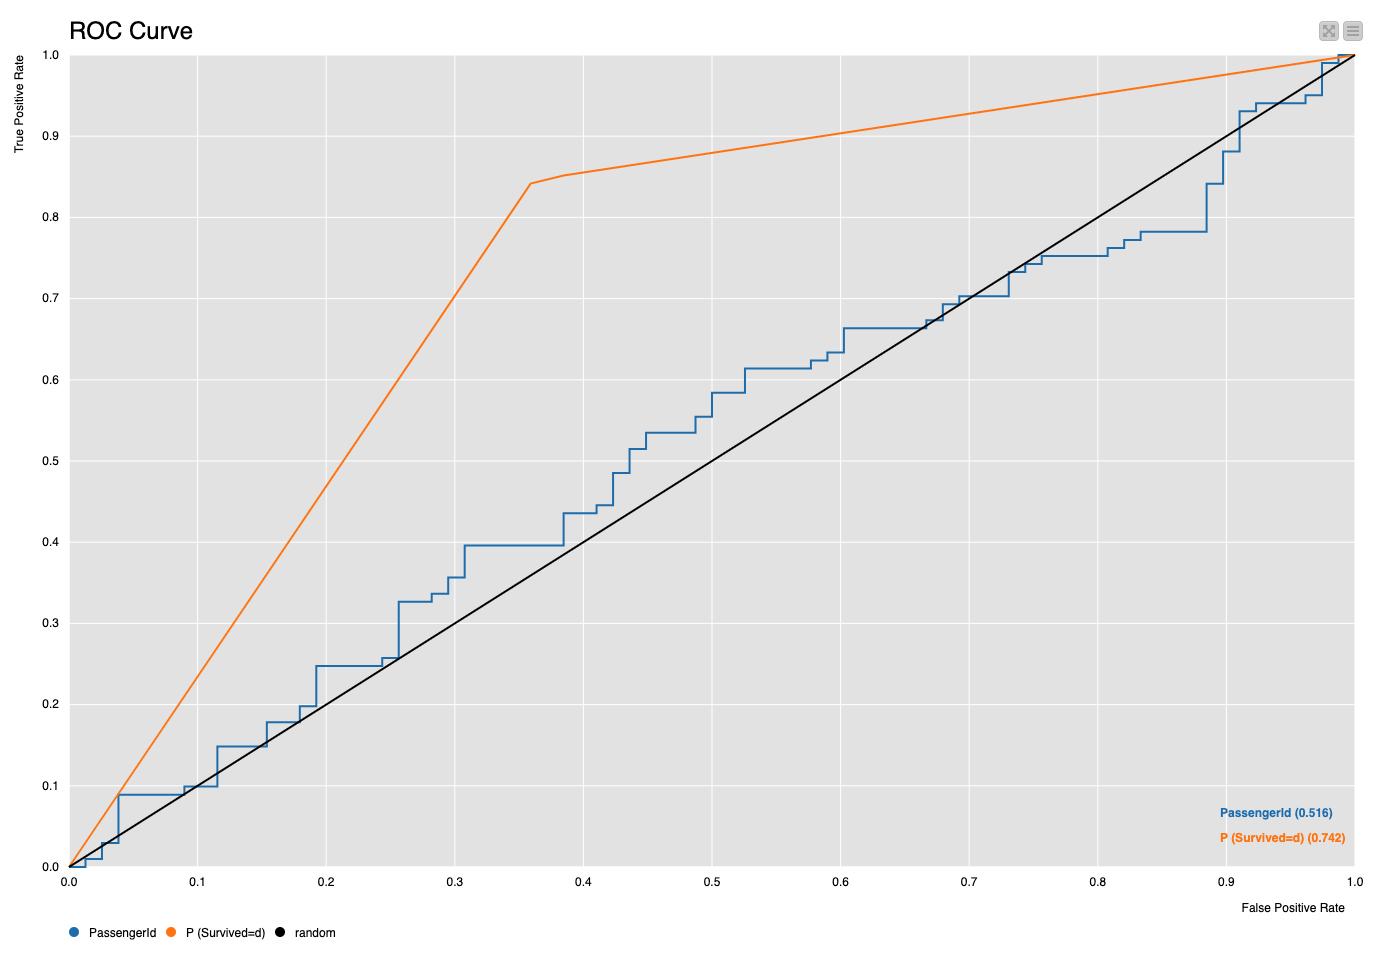 ROC Curve
True Positive Rate
1.0
0.9
0.8
0.7
0.6
0.5
0.4
0.3
0.2
0.1
0.0
PassengerId (0.516)
P (Survived=d) (0.742)
0.0 0.1 0.2 0.3 0.4 0.5 0.6 0.7 0.8 0.9 1.0
False Positive Rate
PassengerId P (Survived=d) random